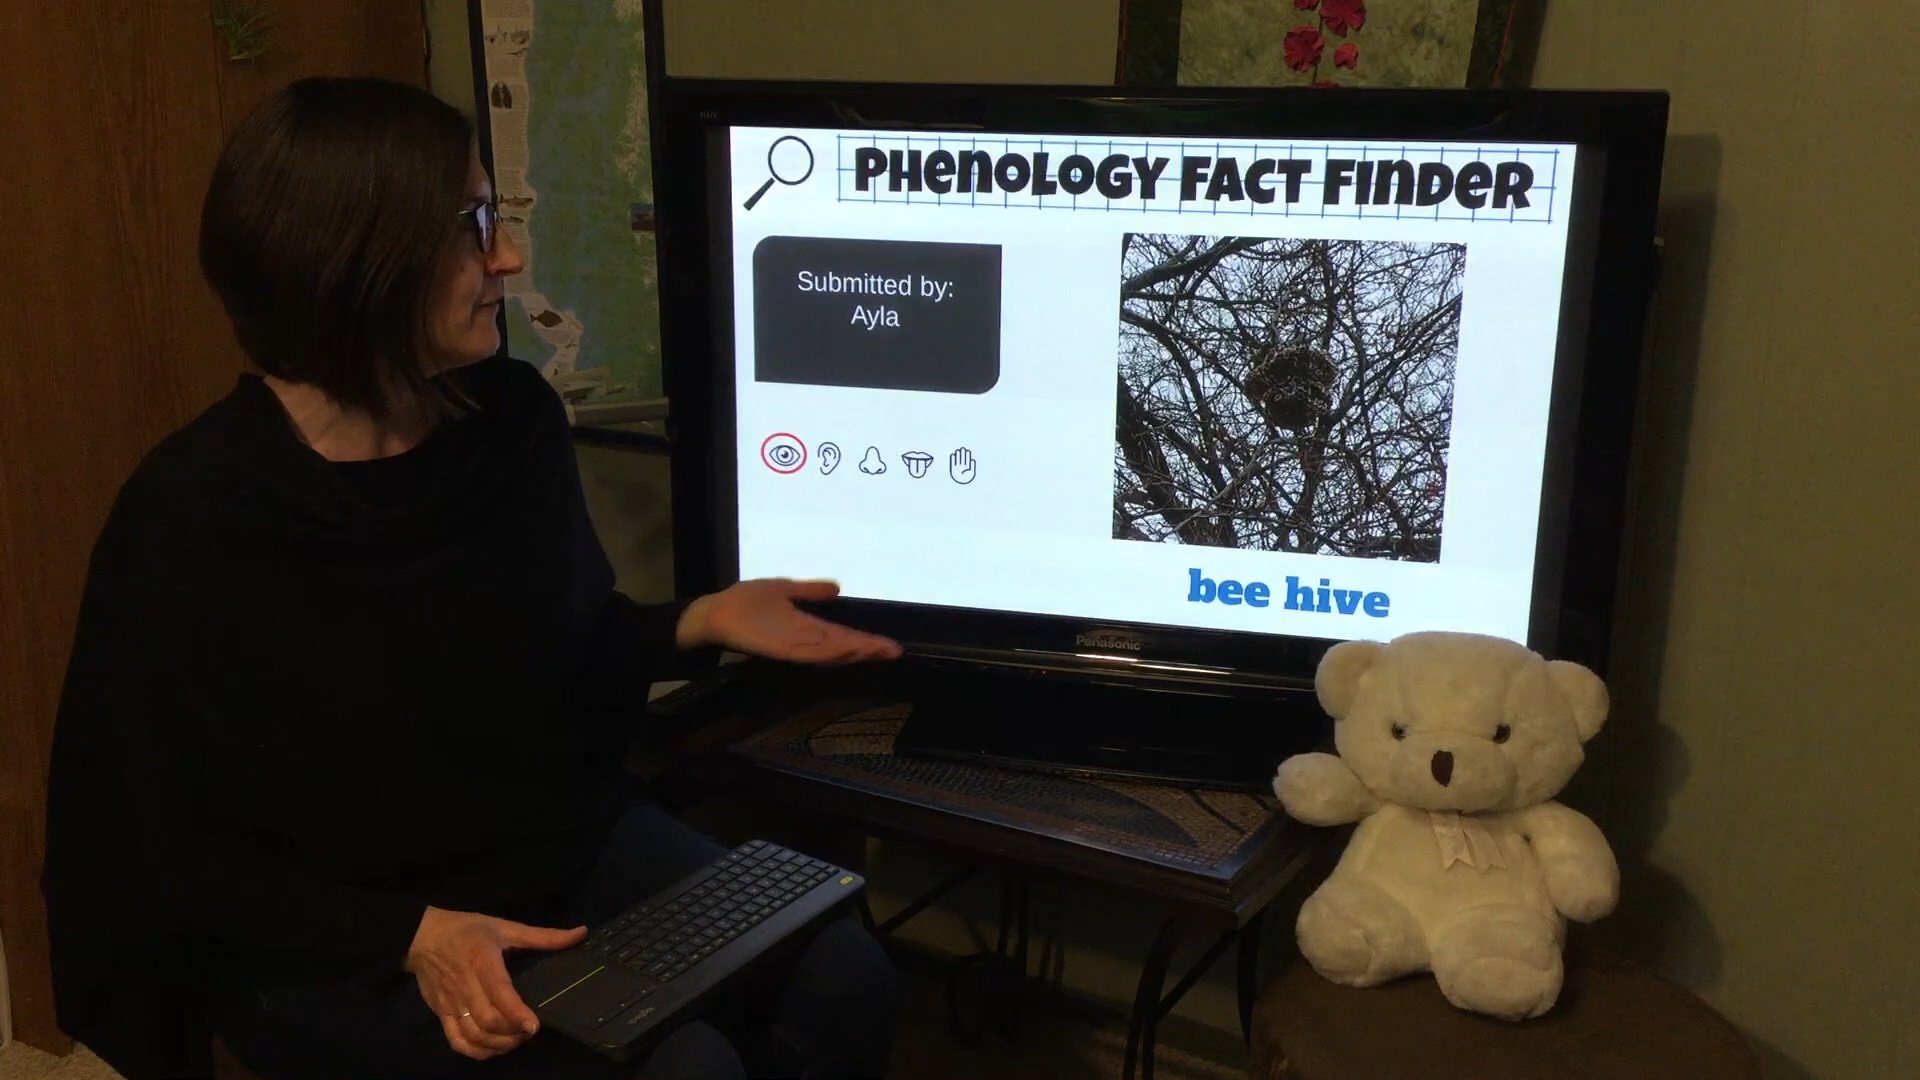 PHENOLOGY FACT FINDER
Submitted by:
Ayla
bee hive
Panasonic